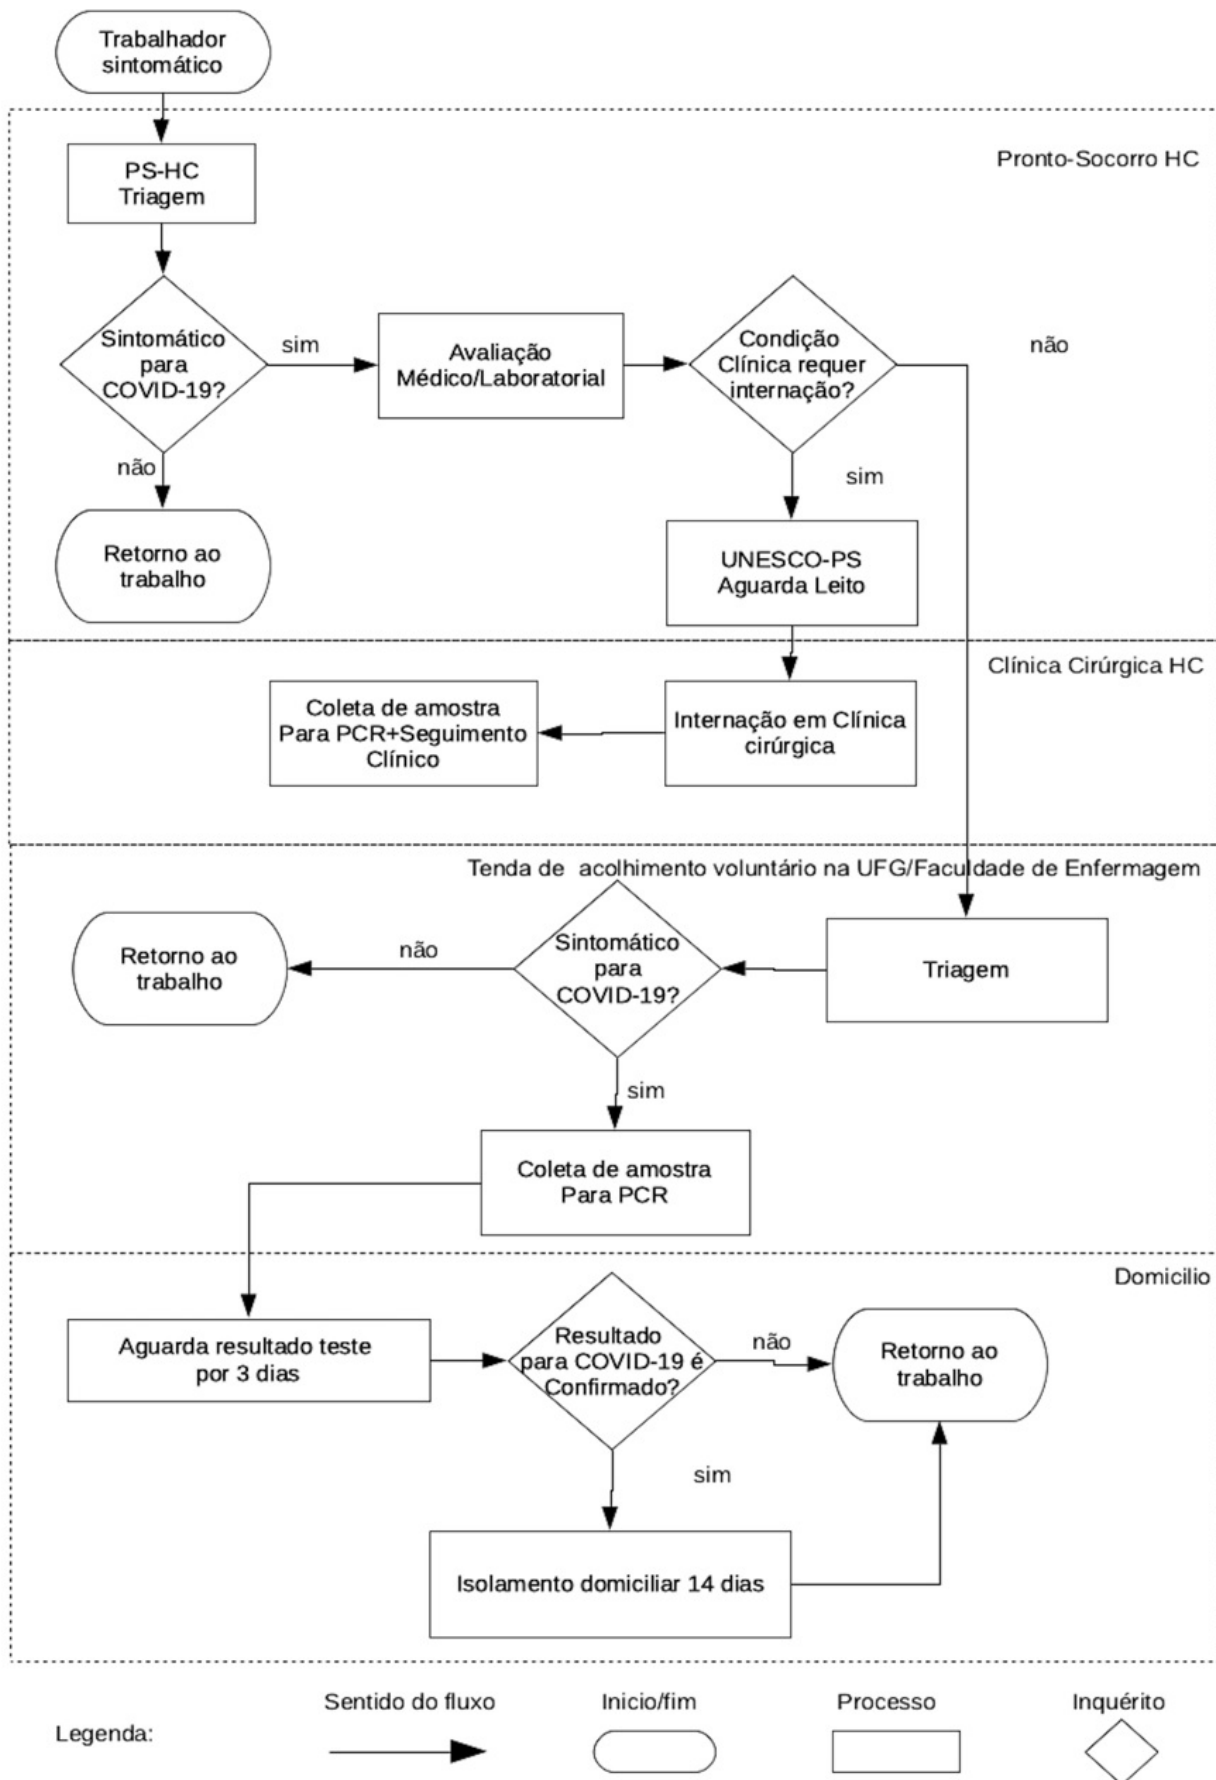 Trabalhador
sintomático
Pronto-Socorro HC
PS-HC
Triagem
Sintomático
para
COVID-19?
sim
Avaliação
Médico/Laboratorial
Condição
Clínica requer
internação?
não
não
sim
Retorno ao
trabalho
UNESCO-PS
Aguarda Leito
Clínica Cirúrgica HC
Coleta de amostra
Para PCR+Seguimento
Clínico
Internação em Clínica
cirúrgica
Tenda de acolhimento voluntário na UFG/Faculdade de Enfermagem
Retorno ao
trabalho
não
Sintomático
para
COVID-19?
Triagem
sim
Coleta de amostra
Para PCR
Domicilio
Aguarda resultado teste
por 3 dias
Resultado
para COVID-19 é
Confirmado?
não
Retorno ao
trabalho
sim
Isolamento domiciliar 14 dias
Legenda:
Sentido do fluxo
Inicio/fim
Processo
Inquérito